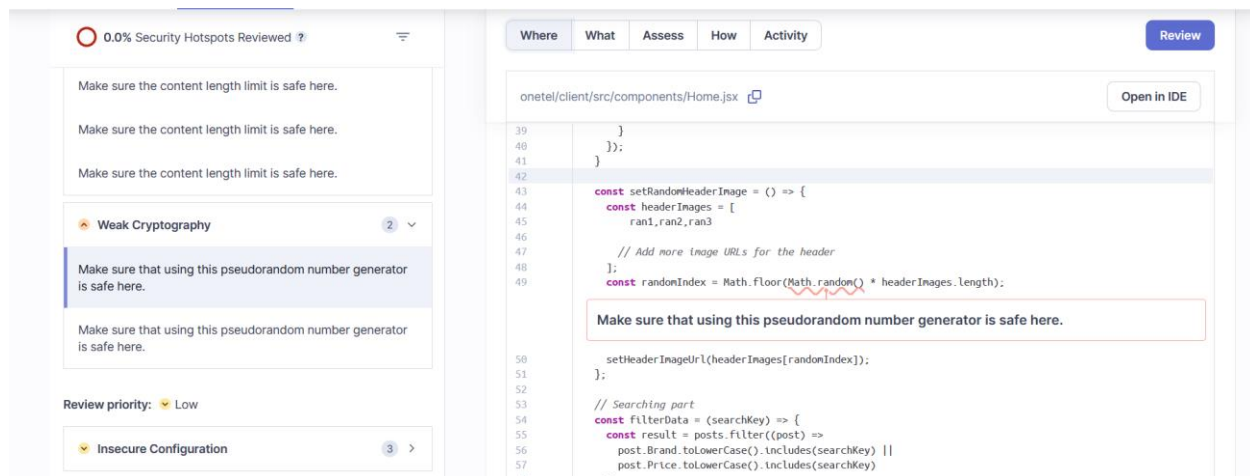 0.0% Security Hotspots Reviewed ?
Make sure the content length limit is safe here.
Make sure the content length limit is safe here.
Make sure the content length limit is safe here.
Weak Cryptography 2
Make sure that using this pseudorandom number generator
is safe here.
Make sure that using this pseudorandom number generator
is safe here.
Review priority: Low
Insecure Configuration 3
Where What Assess How Activity
Review
onetel/client/src/components/Home.jsx
Open in IDE
39 }
40 });
41 }
42
43 const setRandomHeaderImage = () => {
44 const headerImages = [
45 ran1,ran2,ran3
46
47 // Add more image URLs for the header
48 ];
49 const randomIndex = Math.floor(Math.random() * headerImages.length);
Make sure that using this pseudorandom number generator is safe here.
50 setHeaderImageUrl(headerImages[randomIndex]);
51 };
52
53 // Searching part
54 const filterData = (searchKey) => {
55 const result = posts.filter((post) =>
56 post.Brand.toLowerCase().includes(searchKey) ||
57 post.Price.toLowerCase().includes(searchKey)